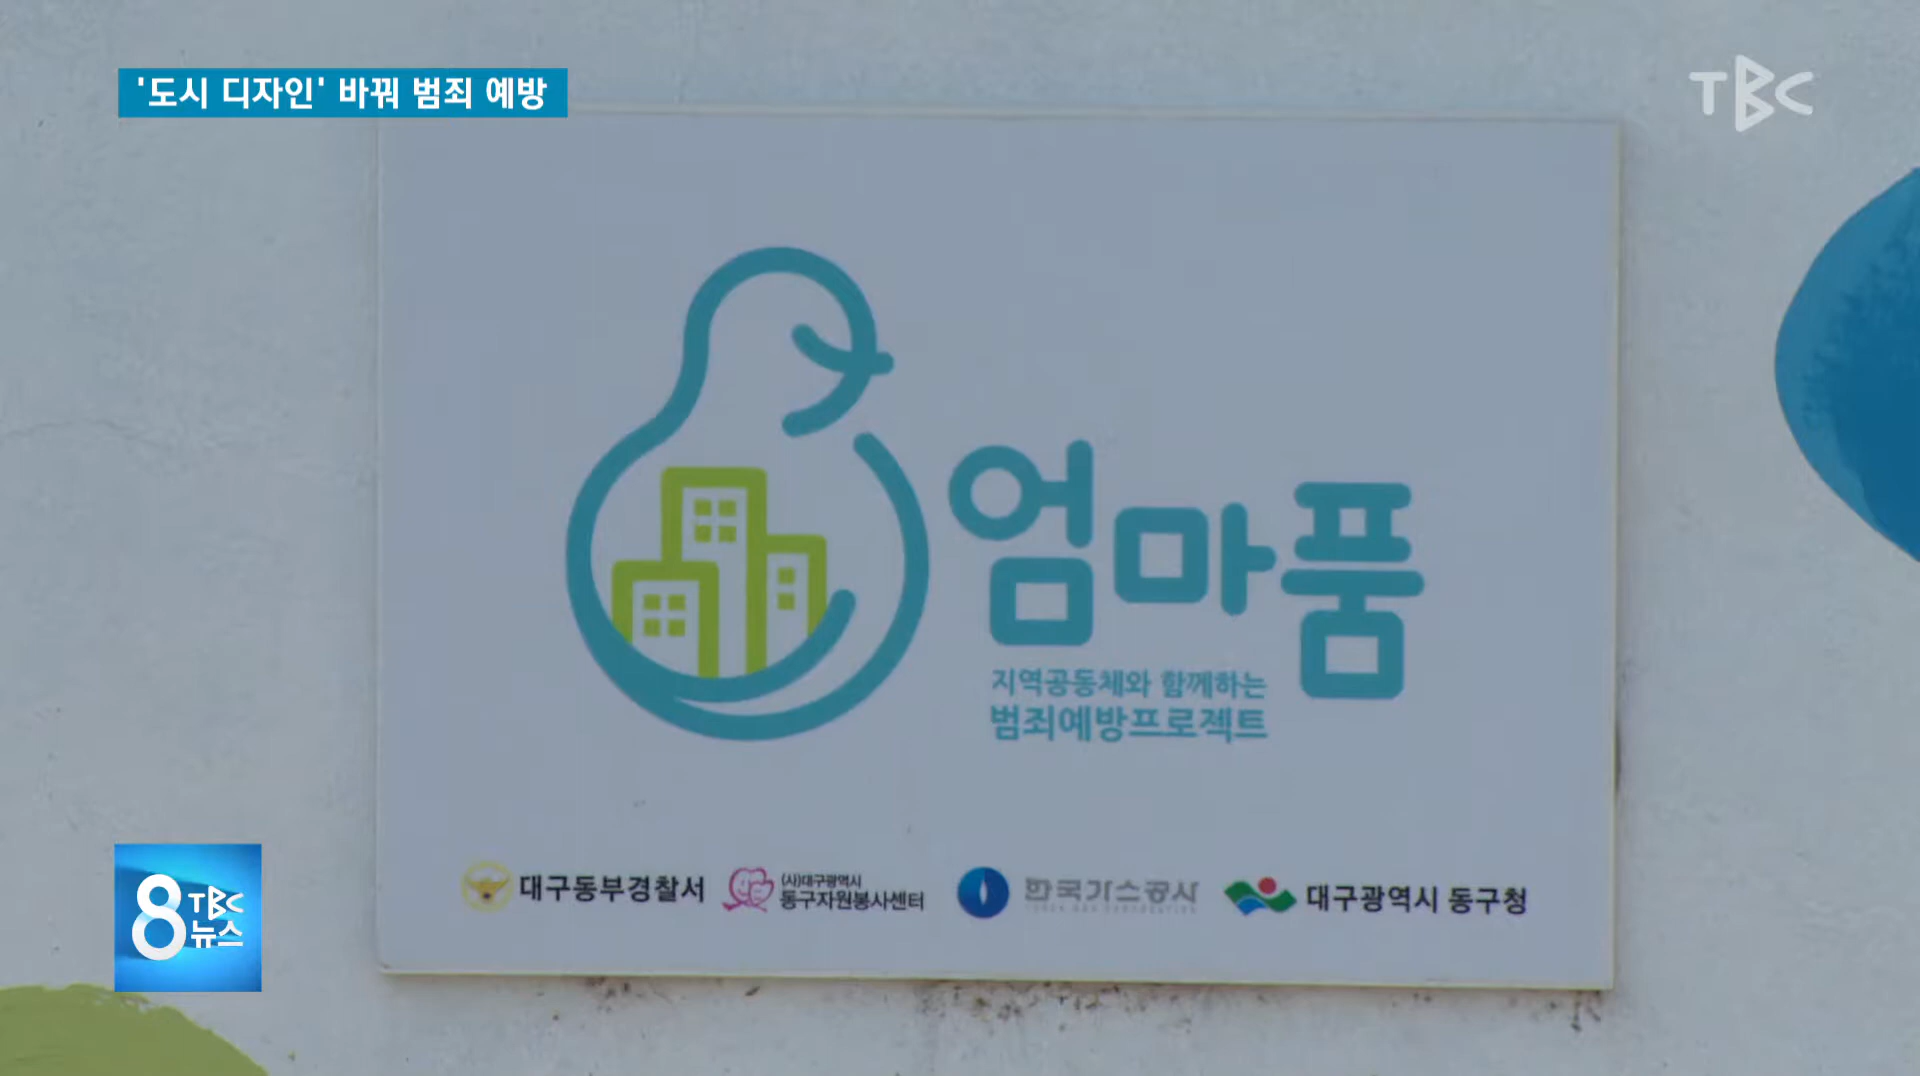 '도시 디자인' 바꿔 범죄 예방
TBC
엄마품
지역공동체와 함께하는
범죄예방프로젝트
대구동부경찰서
(사)대구광역시
동구자원봉사센터
한국가스공사
대구광역시 동구청
8 TBC
뉴스